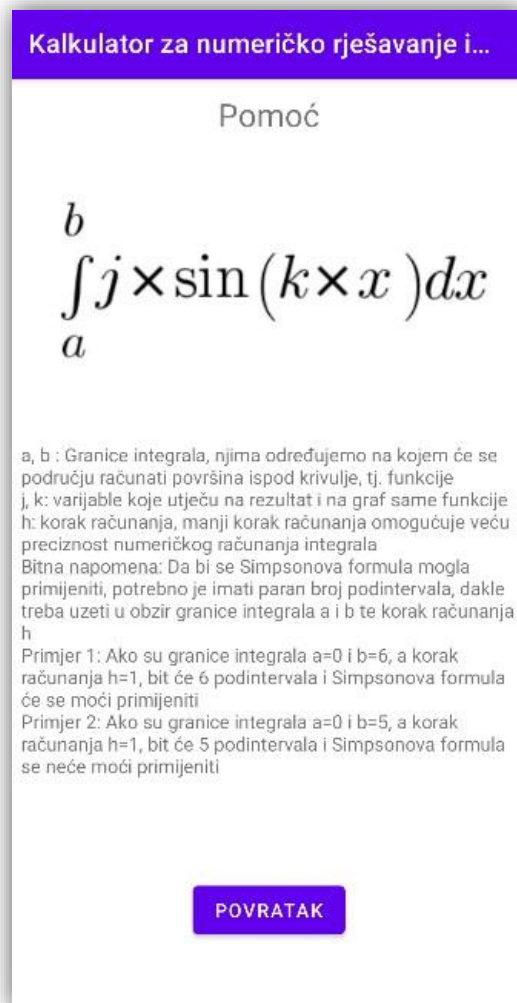 Kalkulator za numeričko rješavanje i...
Pomoć
b
∫ j × sin (k × x ) dx
a
a, b : Granice integrala, njima određujemo na kojem će se
području računati površina ispod krivulje, tj. funkcije
j, k: varijable koje utječu na rezultat i na graf same funkcije
h: korak računanja, manji korak računanja omogućuje veću
preciznost numeričkog računanja integrala
Bitna napomena: Da bi se Simpsonova formula mogla
primijeniti, potrebno je imati paran broj podintervala, dakle
treba uzeti u obzir granice integrala a i b te korak računanja
h
Primjer 1: Ako su granice integrala a=0 i b=6, a korak
računanja h=1, bit će 6 podintervala i Simpsonova formula
će se moći primijeniti
Primjer 2: Ako su granice integrala a=0 i b=5, a korak
računanja h=1, bit će 5 podintervala i Simpsonova formula
se neće moći primijeniti
POVRATAK